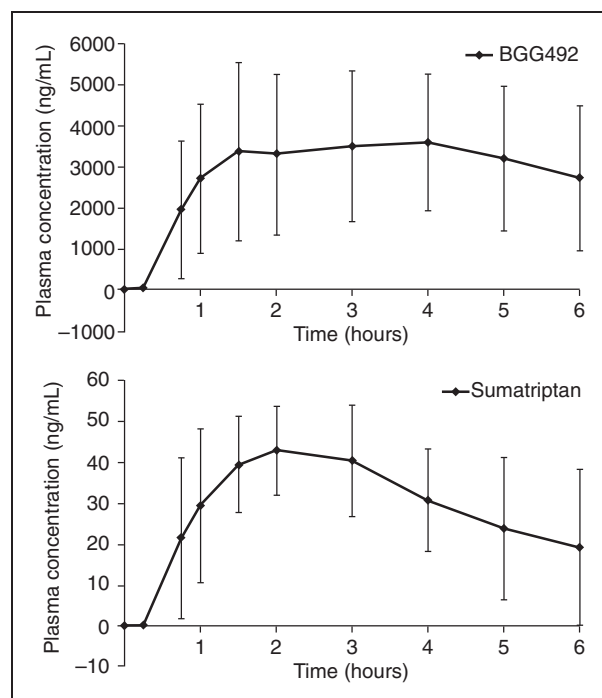 6000
5000
4000
3000
2000
1000
0
–1000
Plasma concentration (ng/mL)
BGG492
1 2 3 4 5 6
Time (hours)
60
50
40
30
20
10
0
–10
Plasma concentration (ng/mL)
Sumatriptan
1 2 3 4 5 6
Time (hours)